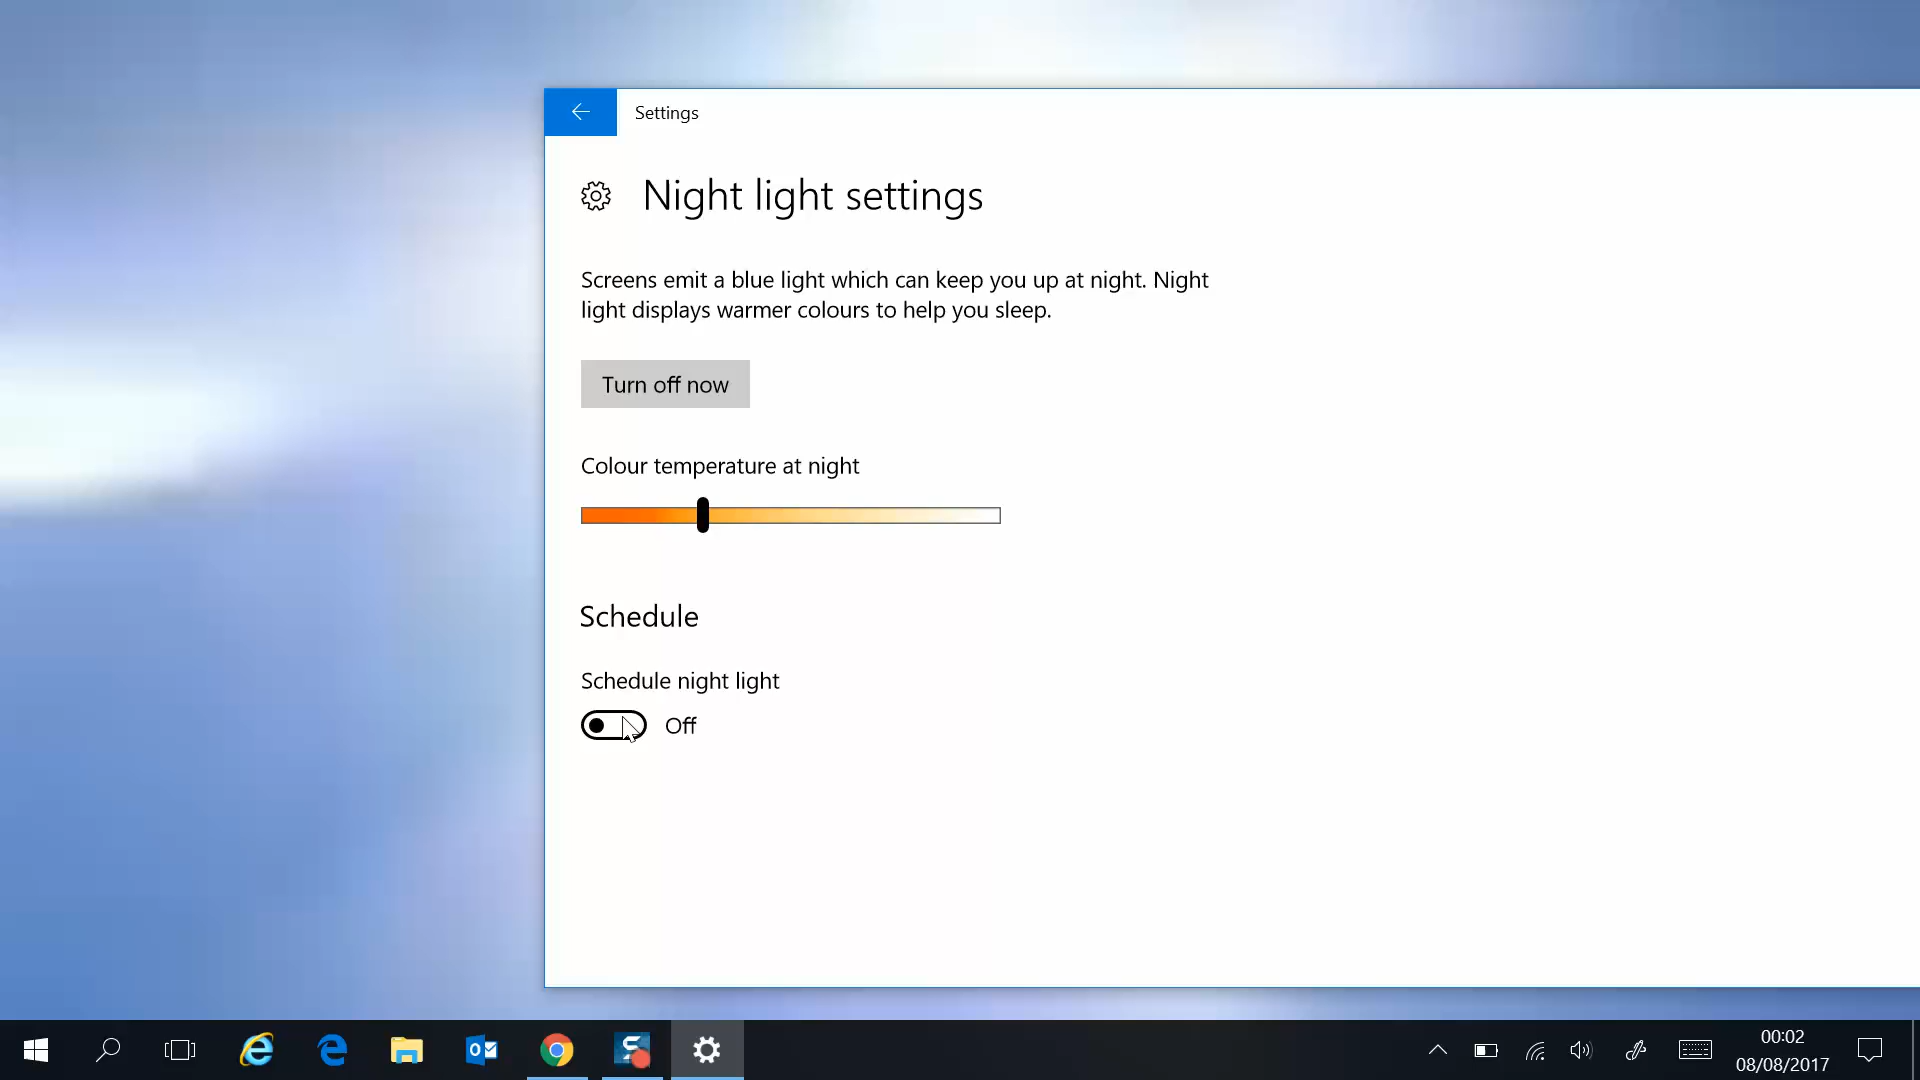 Settings
Night light settings
Screens emit a blue light which can keep you up at night. Night
light displays warmer colours to help you sleep.
Turn off now
Colour temperature at night
Schedule
Schedule night light
Off
00:02
08/08/2017